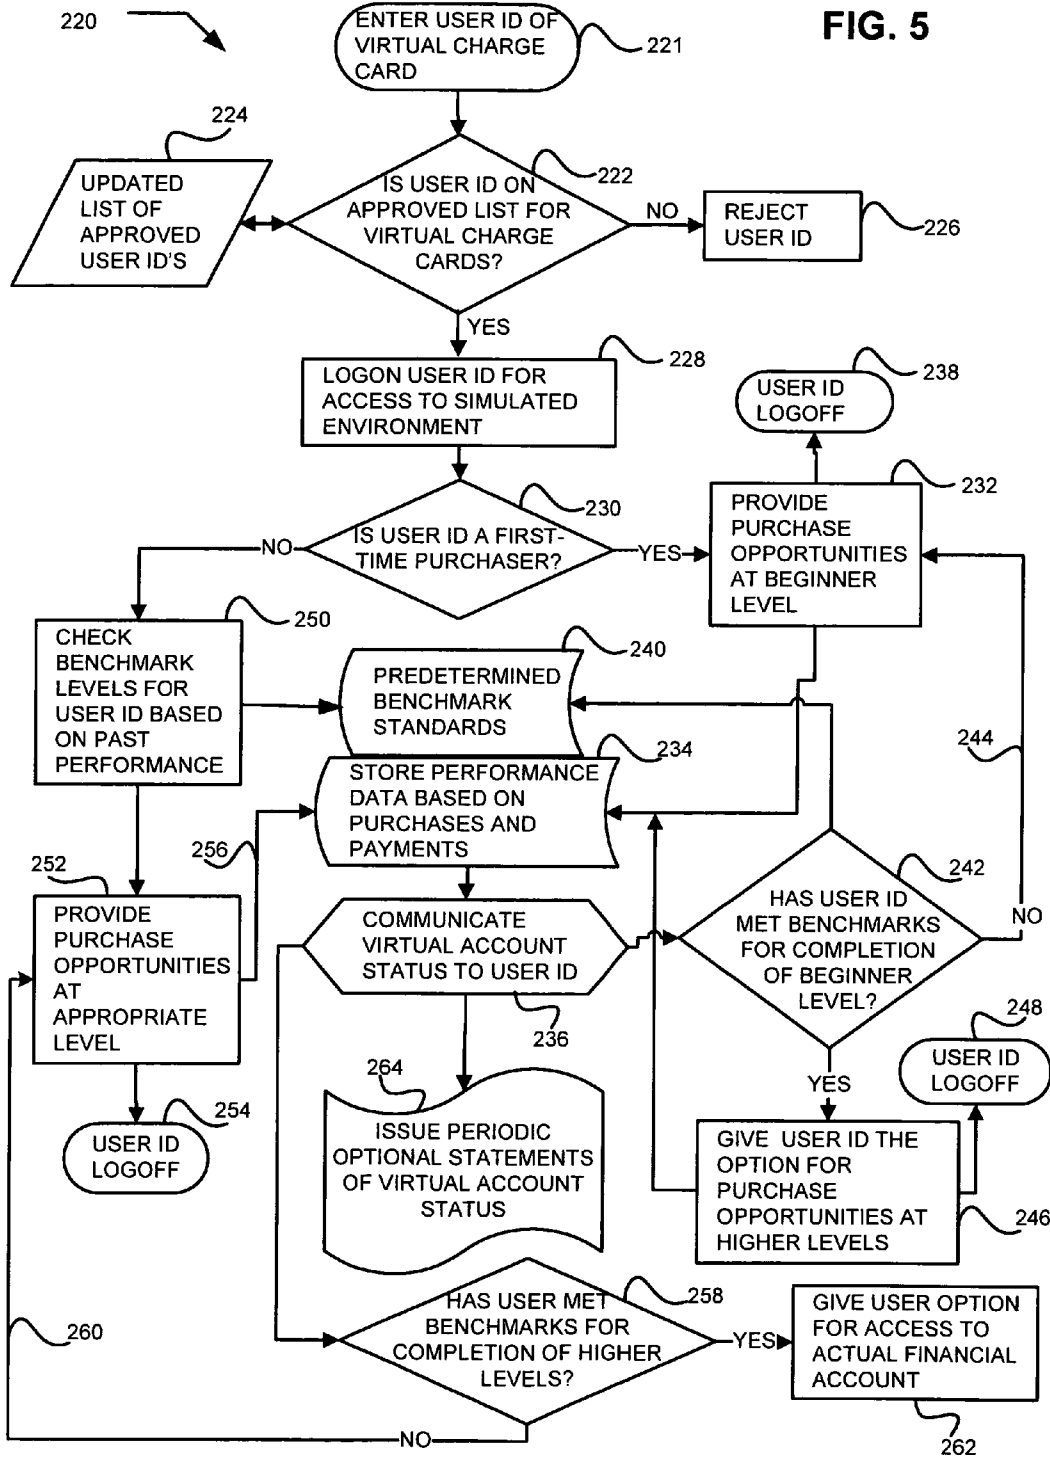 220
ENTER USER ID OF
VIRTUAL CHARGE
CARD
221
FIG. 5
224
UPDATED
LIST OF
APPROVED
USER ID'S
IS USER ID ON
APPROVED LIST FOR
VIRTUAL CHARGE
CARDS?
222
NO
REJECT
USER ID
226
YES
LOGON USER ID FOR
ACCESS TO SIMULATED
ENVIRONMENT
228
USER ID
LOGOFF
238
IS USER ID A FIRST-
TIME PURCHASER?
230
NO
YES
PROVIDE
PURCHASE
OPPORTUNITIES
AT BEGINNER
LEVEL
232
CHECK
BENCHMARK
LEVELS FOR
USER ID BASED
ON PAST
PERFORMANCE
250
PREDETERMINED
BENCHMARK
STANDARDS
240
STORE PERFORMANCE
DATA BASED ON
PURCHASES AND
PAYMENTS
234
244
256
252
PROVIDE
PURCHASE
OPPORTUNITIES
AT
APPROPRIATE
LEVEL
COMMUNICATE
VIRTUAL ACCOUNT
STATUS TO USER ID
236
HAS USER ID
MET BENCHMARKS
FOR COMPLETION
OF BEGINNER
LEVEL?
242
NO
YES
248
USER ID
LOGOFF
254
USER ID
LOGOFF
264
ISSUE PERIODIC
OPTIONAL STATEMENTS
OF VIRTUAL ACCOUNT
STATUS
GIVE USER ID THE
OPTION FOR
PURCHASE
OPPORTUNITIES AT
HIGHER LEVELS
246
260
HAS USER MET
BENCHMARKS FOR
COMPLETION OF HIGHER
LEVELS?
258
YES
GIVE USER OPTION
FOR ACCESS TO
ACTUAL FINANCIAL
ACCOUNT
262
NO